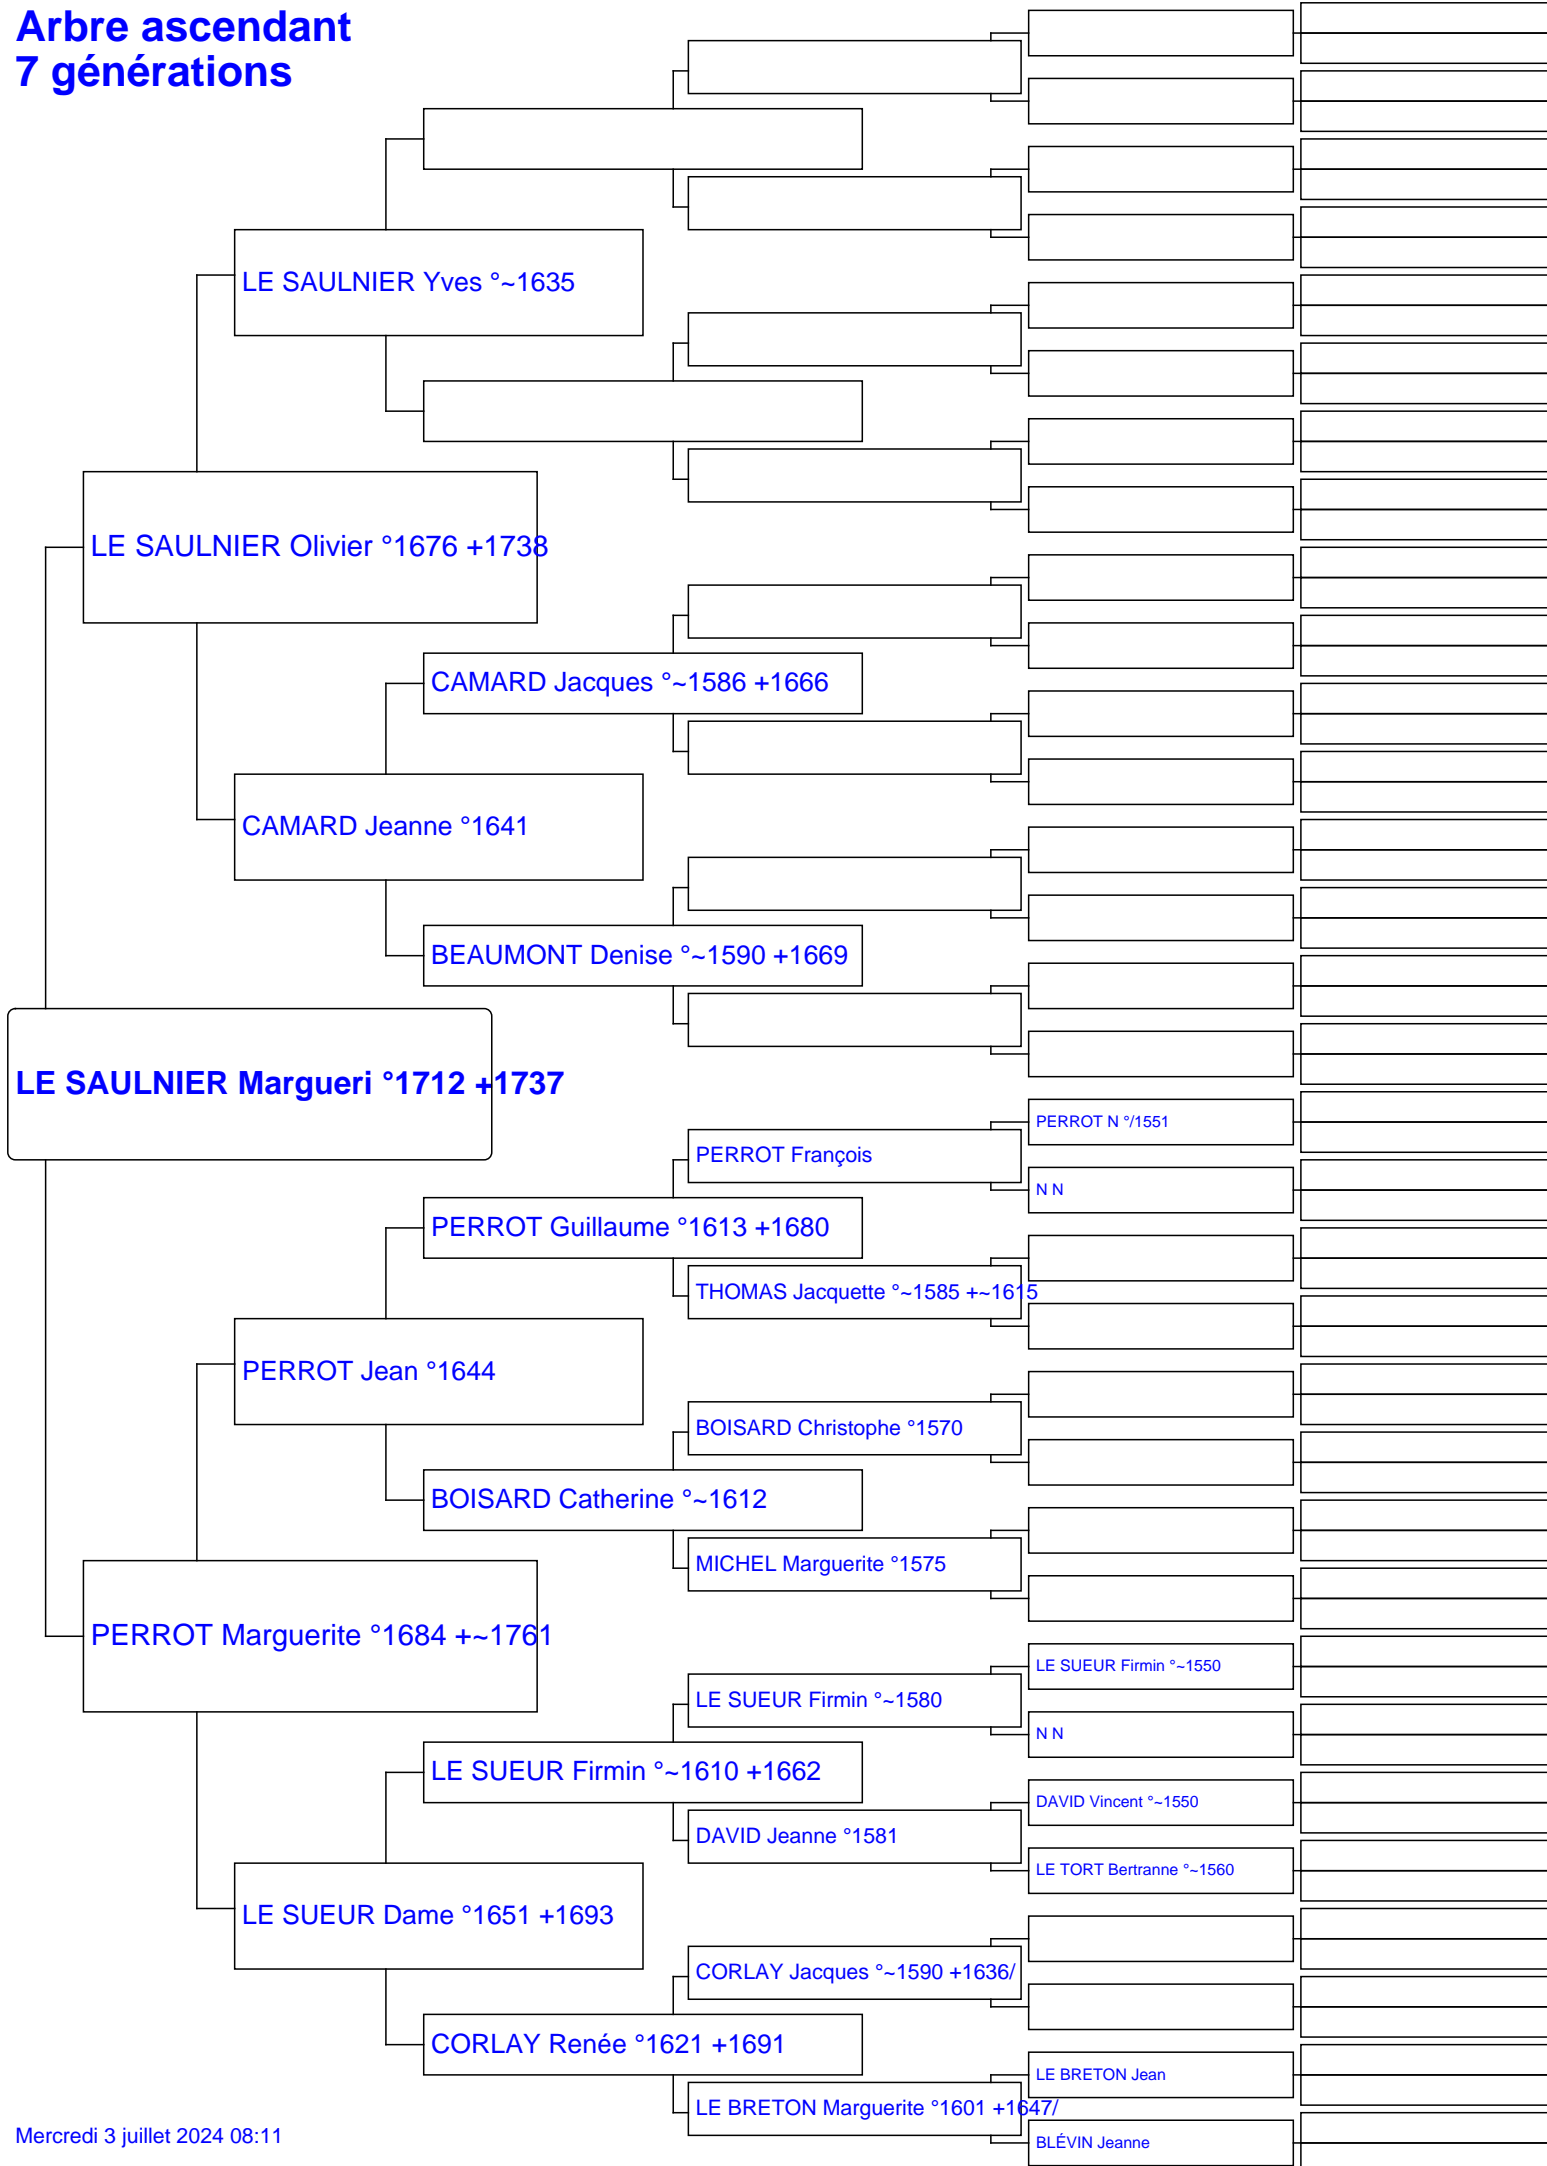 Arbre ascendant
7 générations
LE SAULNIER Yves °~1635
LE SAULNIER Olivier °1676 +1738
CAMARD Jacques °~1586 +1666
CAMARD Jeanne °1641
BEAUMONT Denise °~1590 +1669
LE SAULNIER Margueri °1712 +1737
PERROT N °/1551
PERROT François
N N
PERROT Guillaume °1613 +1680
THOMAS Jacquette °~1585 +~1615
PERROT Jean °1644
BOISARD Christophe °1570
BOISARD Catherine °~1612
MICHEL Marguerite °1575
PERROT Marguerite °1684 +~1761
LE SUEUR Firmin °~1550
LE SUEUR Firmin °~1580
N N
LE SUEUR Firmin °~1610 +1662
DAVID Vincent °~1550
DAVID Jeanne °1581
LE TORT Bertranne °~1560
LE SUEUR Dame °1651 +1693
CORLAY Jacques °~1590 +1636/
CORLAY Renée °1621 +1691
LE BRETON Jean
LE BRETON Marguerite °1601 +1647/
BLÉVIN Jeanne
Mercredi 3 juillet 2024 08:11